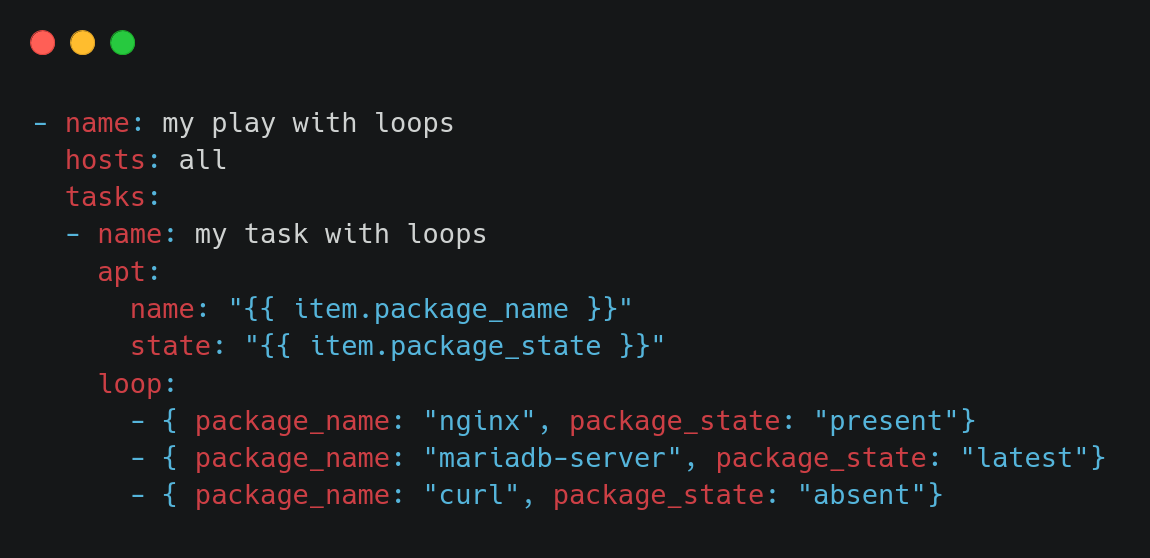 - name: my play with loops
  hosts: all
  tasks:
  - name: my task with loops
    apt:
      name: "{{ item.package_name }}"
      state: "{{ item.package_state }}"
    loop:
      - { package_name: "nginx", package_state: "present"}
      - { package_name: "mariadb-server", package_state: "latest"}
      - { package_name: "curl", package_state: "absent"}